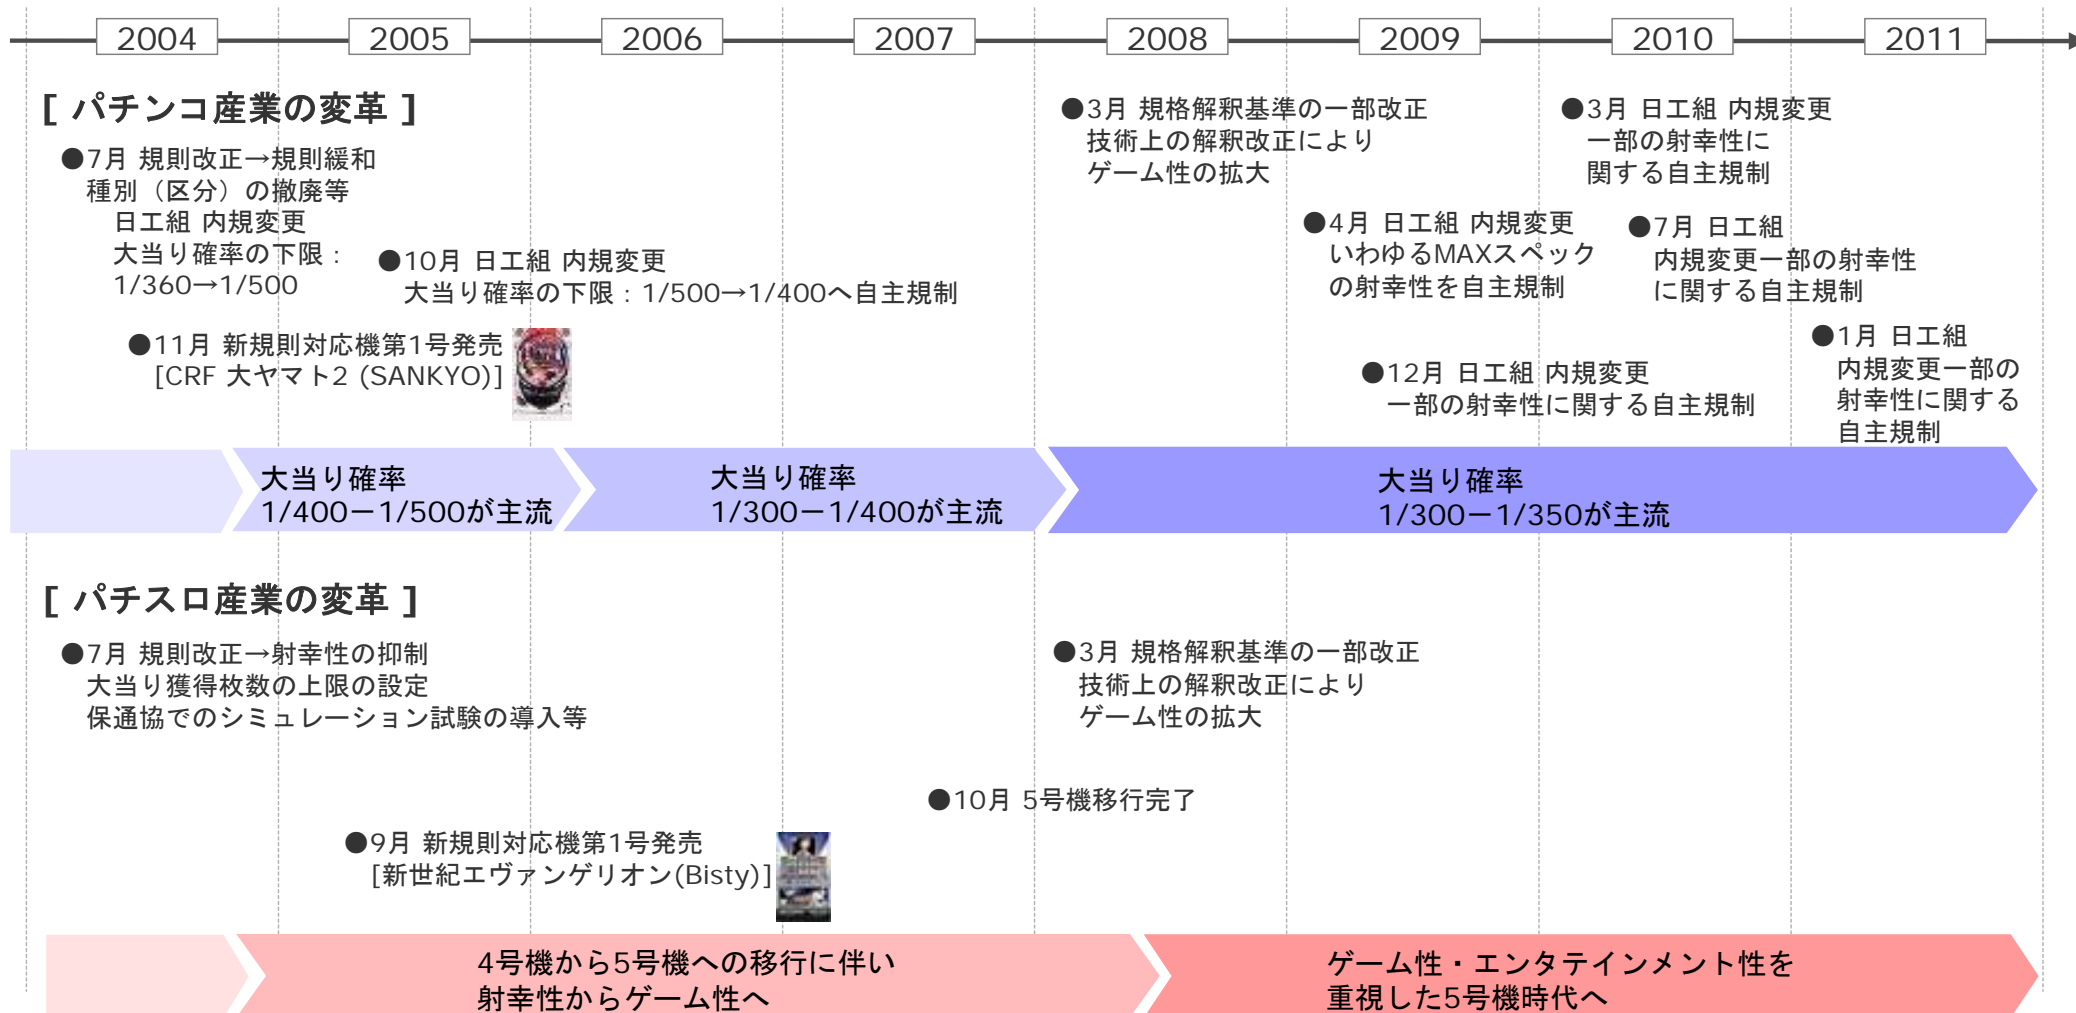 2004
2005
2006
2007
2008
2009
2010
2011
[ パチンコ産業の変革 ]
●7月 規則改正→規則緩和
種別（区分）の撤廃等
日工組 内規変更
大当り確率の下限：
1/360→1/500
●10月 日工組 内規変更
大当り確率の下限：1/500→1/400へ自主規制
●11月 新規則対応機第1号発売
[CRF 大ヤマト2 (SANKYO)]
●3月 規格解釈基準の一部改正
技術上の解釈改正により
ゲーム性の拡大
●4月 日工組 内規変更
いわゆるMAXスペック
の射幸性を自主規制
●12月 日工組 内規変更
一部の射幸性に関する自主規制
●3月 日工組 内規変更
一部の射幸性に
関する自主規制
●7月 日工組
内規変更一部の射幸性
に関する自主規制
●1月 日工組
内規変更一部の
射幸性に関する
自主規制
大当り確率
1/400－1/500が主流
大当り確率
1/300－1/400が主流
大当り確率
1/300－1/350が主流
[ パチスロ産業の変革 ]
●7月 規則改正→射幸性の抑制
大当り獲得枚数の上限の設定
保通協でのシミュレーション試験の導入等
●3月 規格解釈基準の一部改正
技術上の解釈改正により
ゲーム性の拡大
●10月 5号機移行完了
●9月 新規則対応機第1号発売
[新世紀エヴァンゲリオン(Bisty)]
4号機から5号機への移行に伴い
射幸性からゲーム性へ
ゲーム性・エンタテインメント性を
重視した5号機時代へ